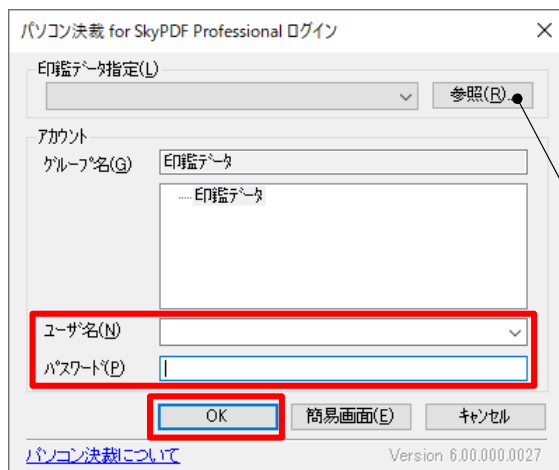 パソコン決裁 for SkyPDF Professional ログイン
印鑑データ指定(L)
参照(R)...
アカウント
グループ名(G)
印鑑データ
印鑑データ
ユーザ名(N)
パスワード(P)
OK
簡易画面(E)
キャンセル
パソコン決裁について
Version 6.00.000.0027